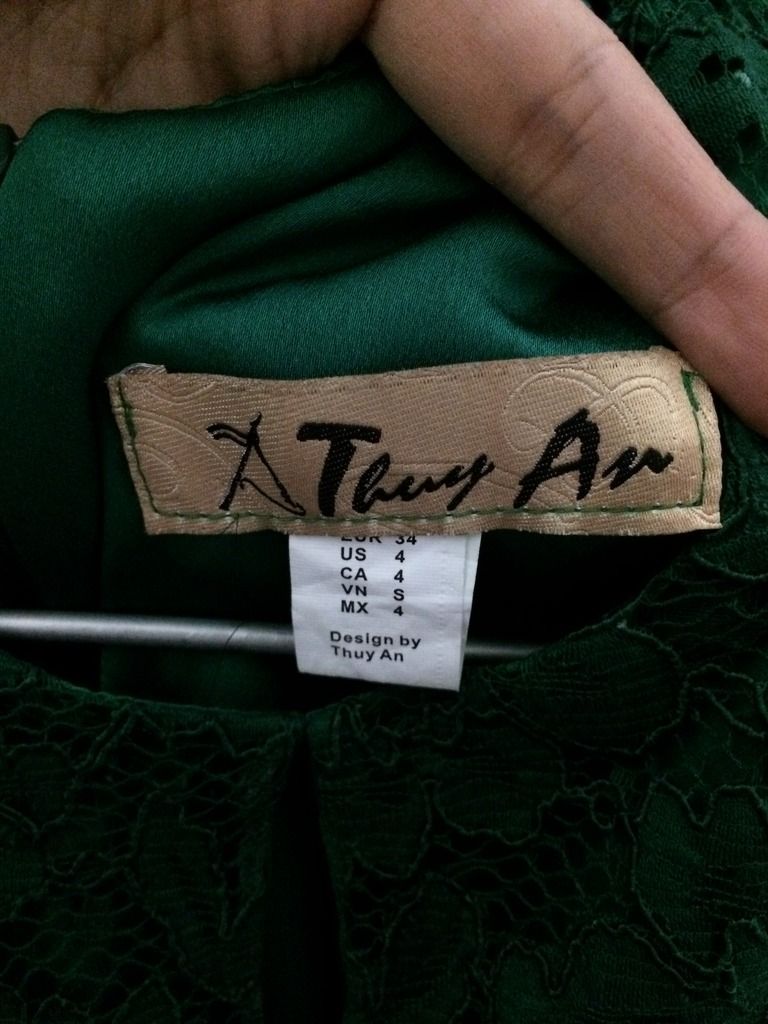 Thuy An
EUR 34
US 4
CA 4
VN S
MX 4
Design by
Thuy An